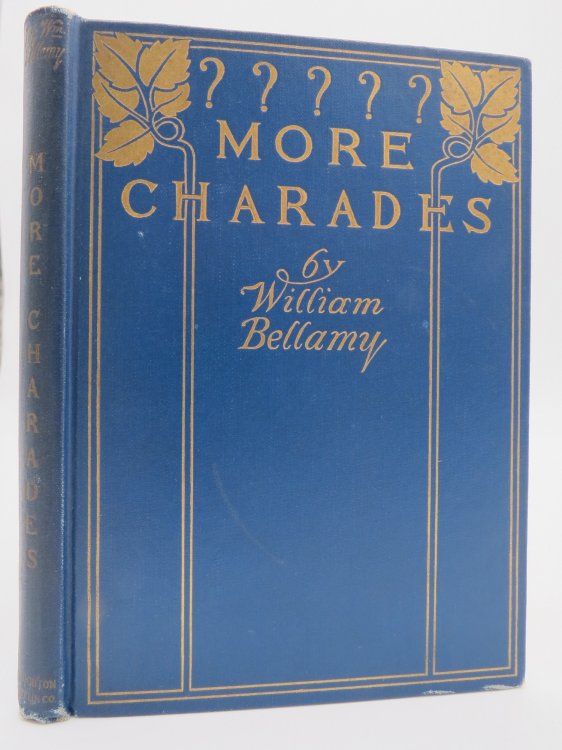 Wm.
Bellamy
MORE CHARADES
? ? ? ? ?
MORE
CHARADES
by
William
Bellamy